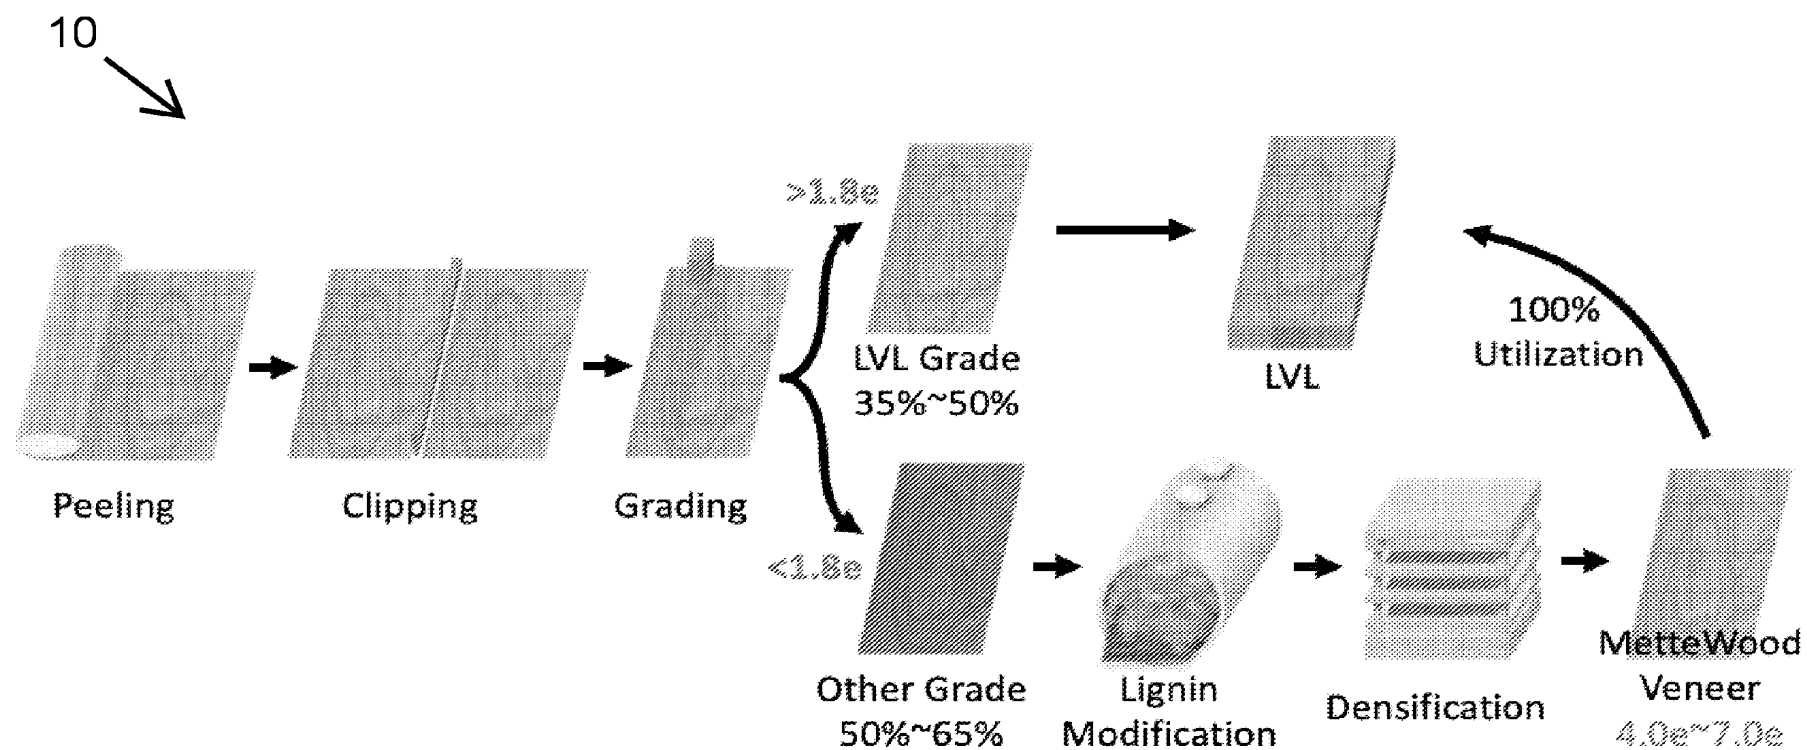 10
Peeling
Clipping
Grading
>1.8e
LVL Grade
35%~50%
LVL
100%
Utilization
<1.8e
Other Grade
50%~65%
Lignin
Modification
Densification
MetteWood
Veneer
4.0e~7.0e